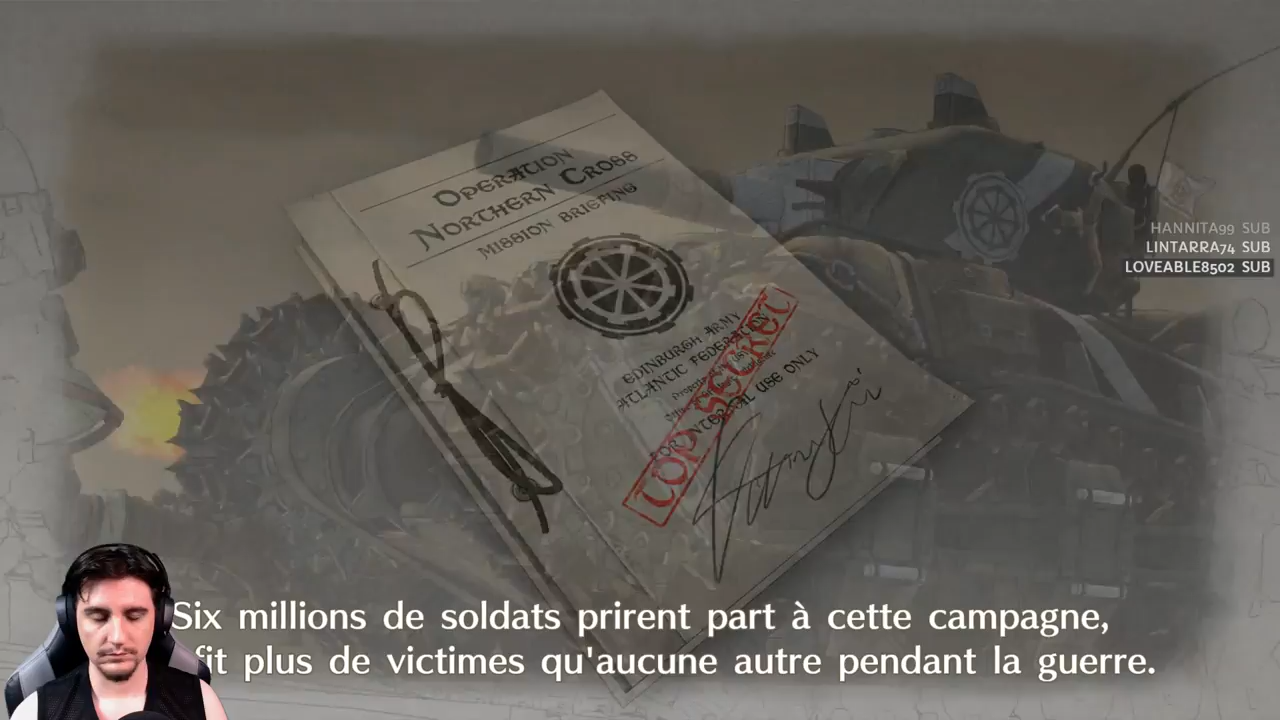 OPERATION
NORTHERN CROSS
MISSION BRIEFING
EDINBURGH ARMY
ATLANTIC FEDERATION
FOR INTERNAL USE ONLY
TOP SECRET
HANNITA99 SUB
LINTARRA74 SUB
LOVEABLE8502 SUB
Six millions de soldats prirent part à cette campagne,
fit plus de victimes qu'aucune autre pendant la guerre.